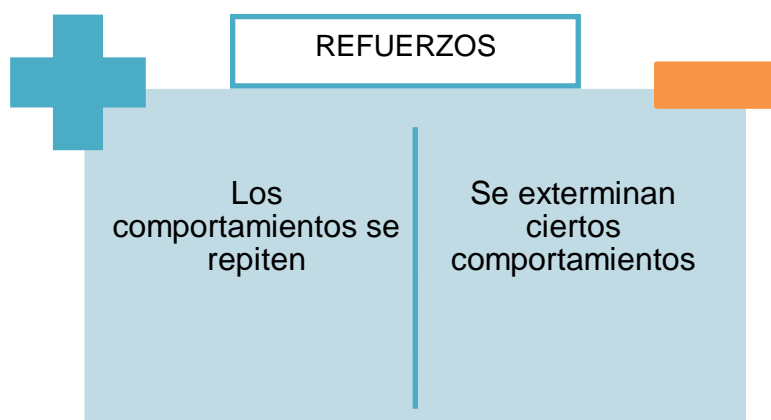 REFUERZOS
Los
comportamientos se
repiten
Se exterminan
ciertos
comportamientos